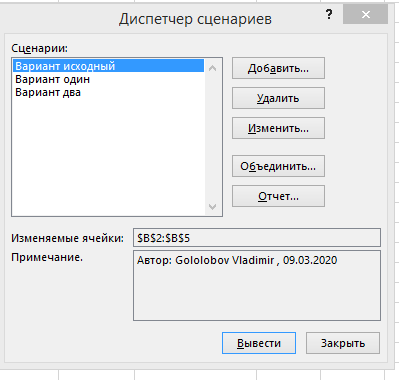 Диспетчер сценариев
? ×
Сценарии:
Вариант исходный
Вариант один
Вариант два
Добавить...
Удалить
Изменить...
Объединить...
Отчет...
Изменяемые ячейки: $B$2:$B$5
Примечание. Автор: Gololobov Vladimir , 09.03.2020
Вывести Закрыть